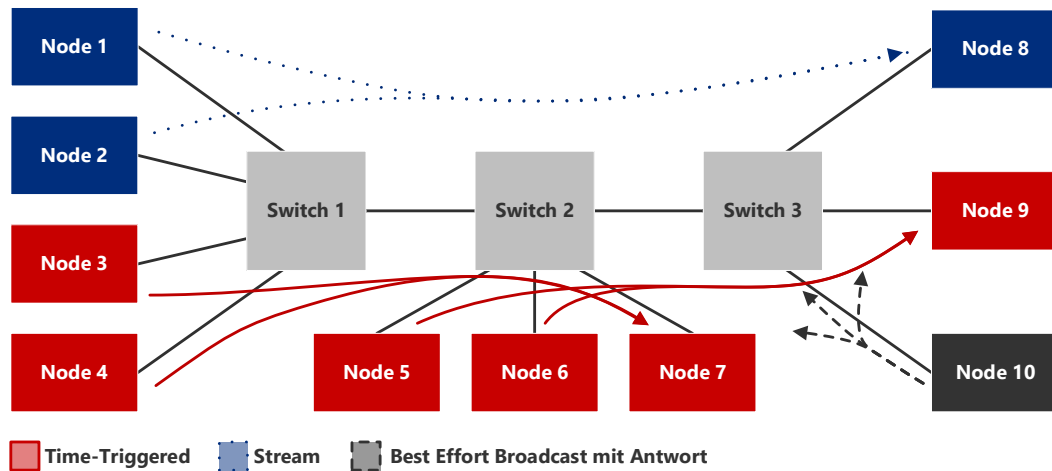 Node 1
Node 8
Node 2
Switch 1
Switch 2
Switch 3
Node 9
Node 3
Node 4
Node 5
Node 6
Node 7
Node 10
Time-Triggered
Stream
Best Effort Broadcast mit Antwort